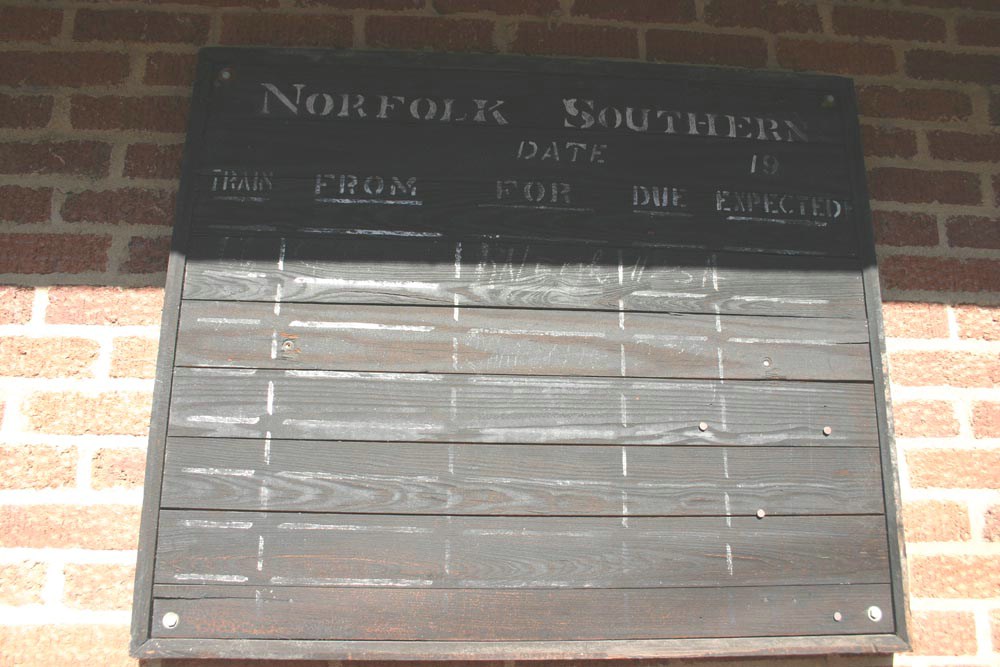 NORFOLK SOUTHERN
DATE 19
TRAIN FROM FOR DUE EXPECTED